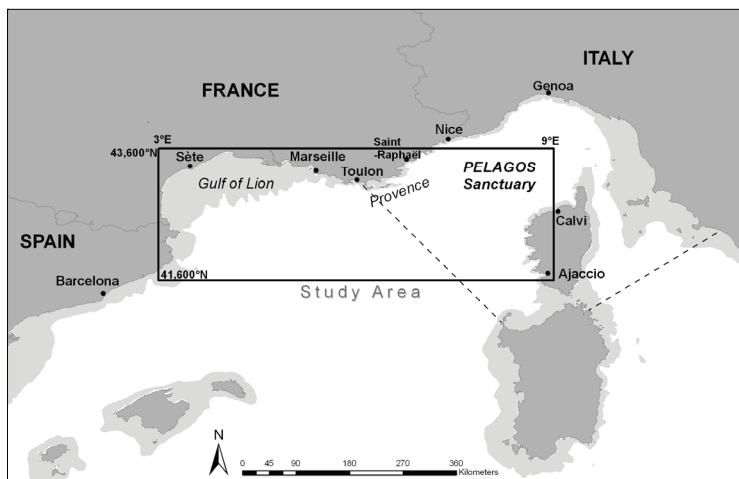 ITALY
FRANCE
Genoa
Nice
3°E
Saint
-Raphaël
9°E
43,600°N
Sète
Marseille
Toulon
PELAGOS
Sanctuary
Gulf of Lion
Provence
Calvi
SPAIN
41.600°N
Ajaccio
Barcelona
Study Area
N
0 45 90 180 270 360
Kilometers